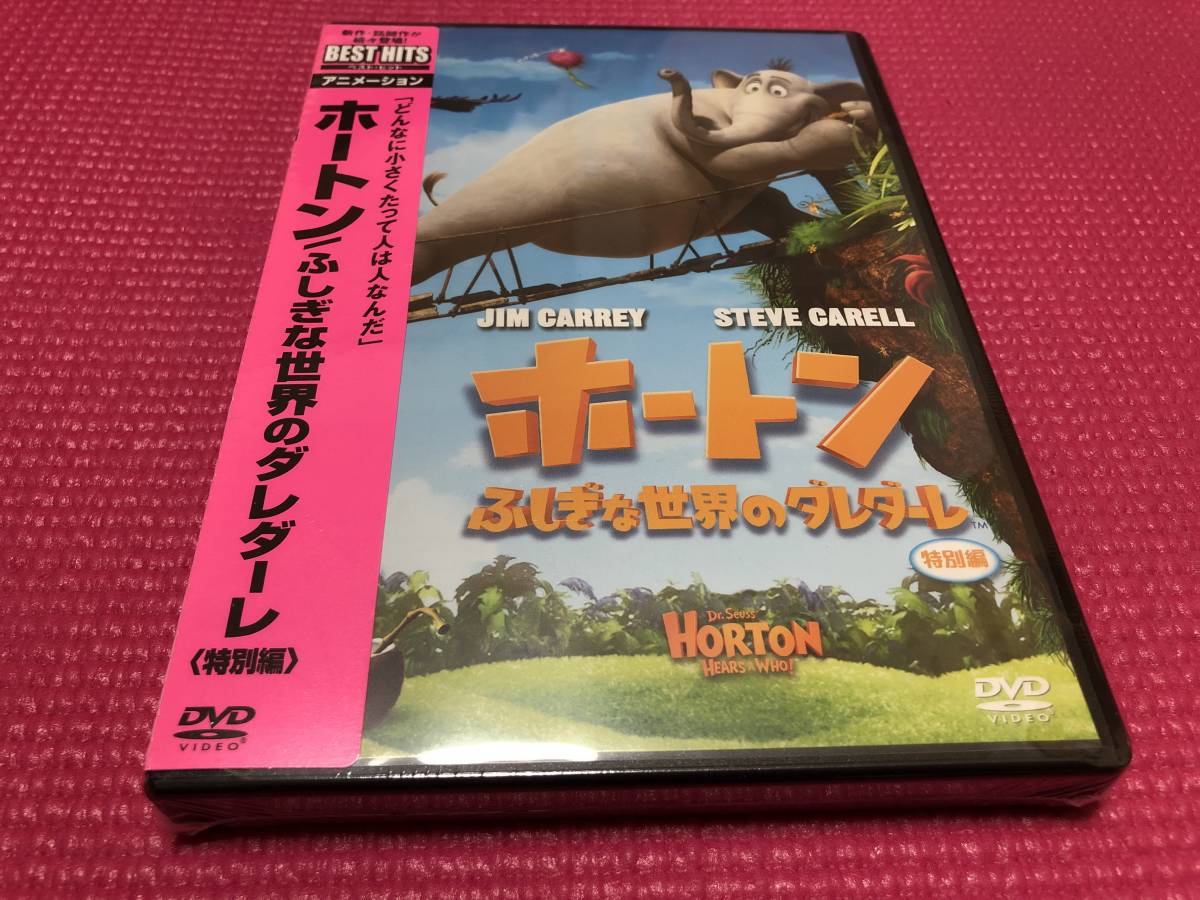 新作・話題作が
続々登場!
BEST HITS
ベスト・ヒット
アニメーション
「どんなに小さくたって人は人なんだ」
ホートン/ふしぎな世界のダレダーレ
〈特別編〉
DVD
VIDEO
JIM CARREY STEVE CARELL
ホートン
ふしぎな世界のダレダーレ™
特別編
Dr. Seuss'
HORTON
HEARS A WHO!
DVD
VIDEO